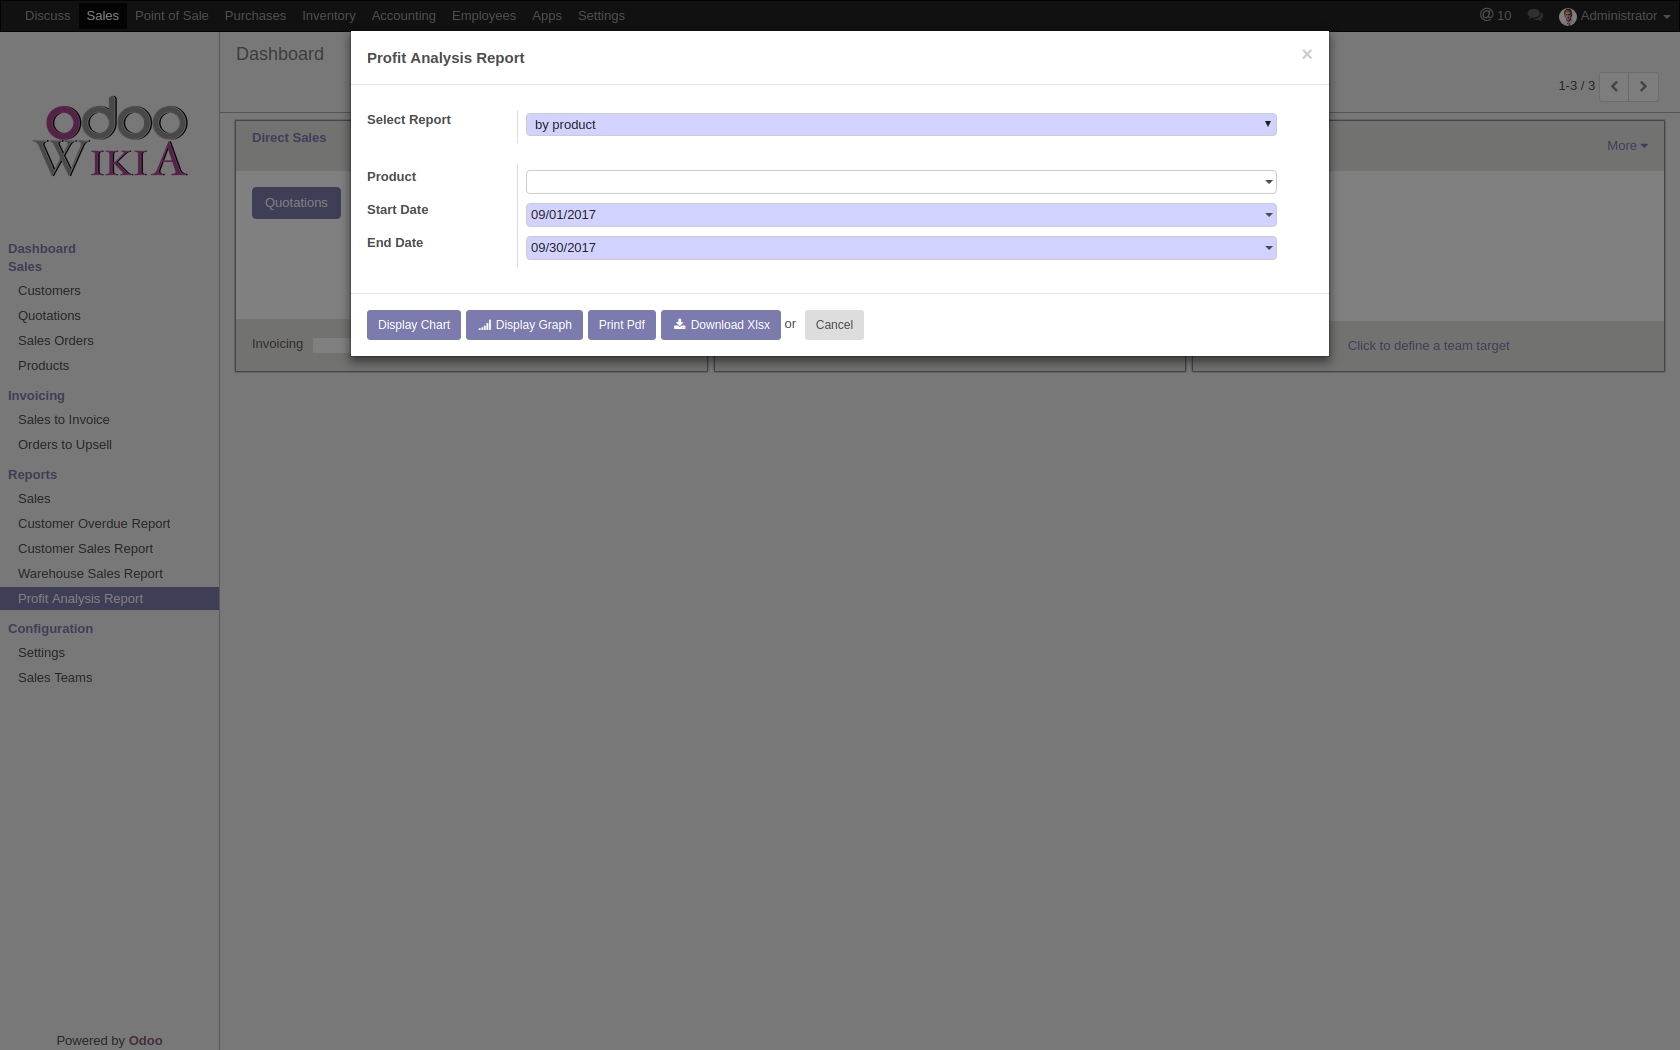 Discuss Sales Point of Sale Purchases Inventory Accounting Employees Apps Settings @ 10 Administrator
Dashboard
Profit Analysis Report ×
1-3 / 3
odoo
WIKIA
Direct Sales
More
Select Report by product
Product
Start Date 09/01/2017
End Date 09/30/2017
Quotations
Display Chart Display Graph Print Pdf Download Xlsx or Cancel
Invoicing
Click to define a team target
Dashboard
Sales
Customers
Quotations
Sales Orders
Products
Invoicing
Sales to Invoice
Orders to Upsell
Reports
Sales
Customer Overdue Report
Customer Sales Report
Warehouse Sales Report
Profit Analysis Report
Configuration
Settings
Sales Teams
Powered by Odoo